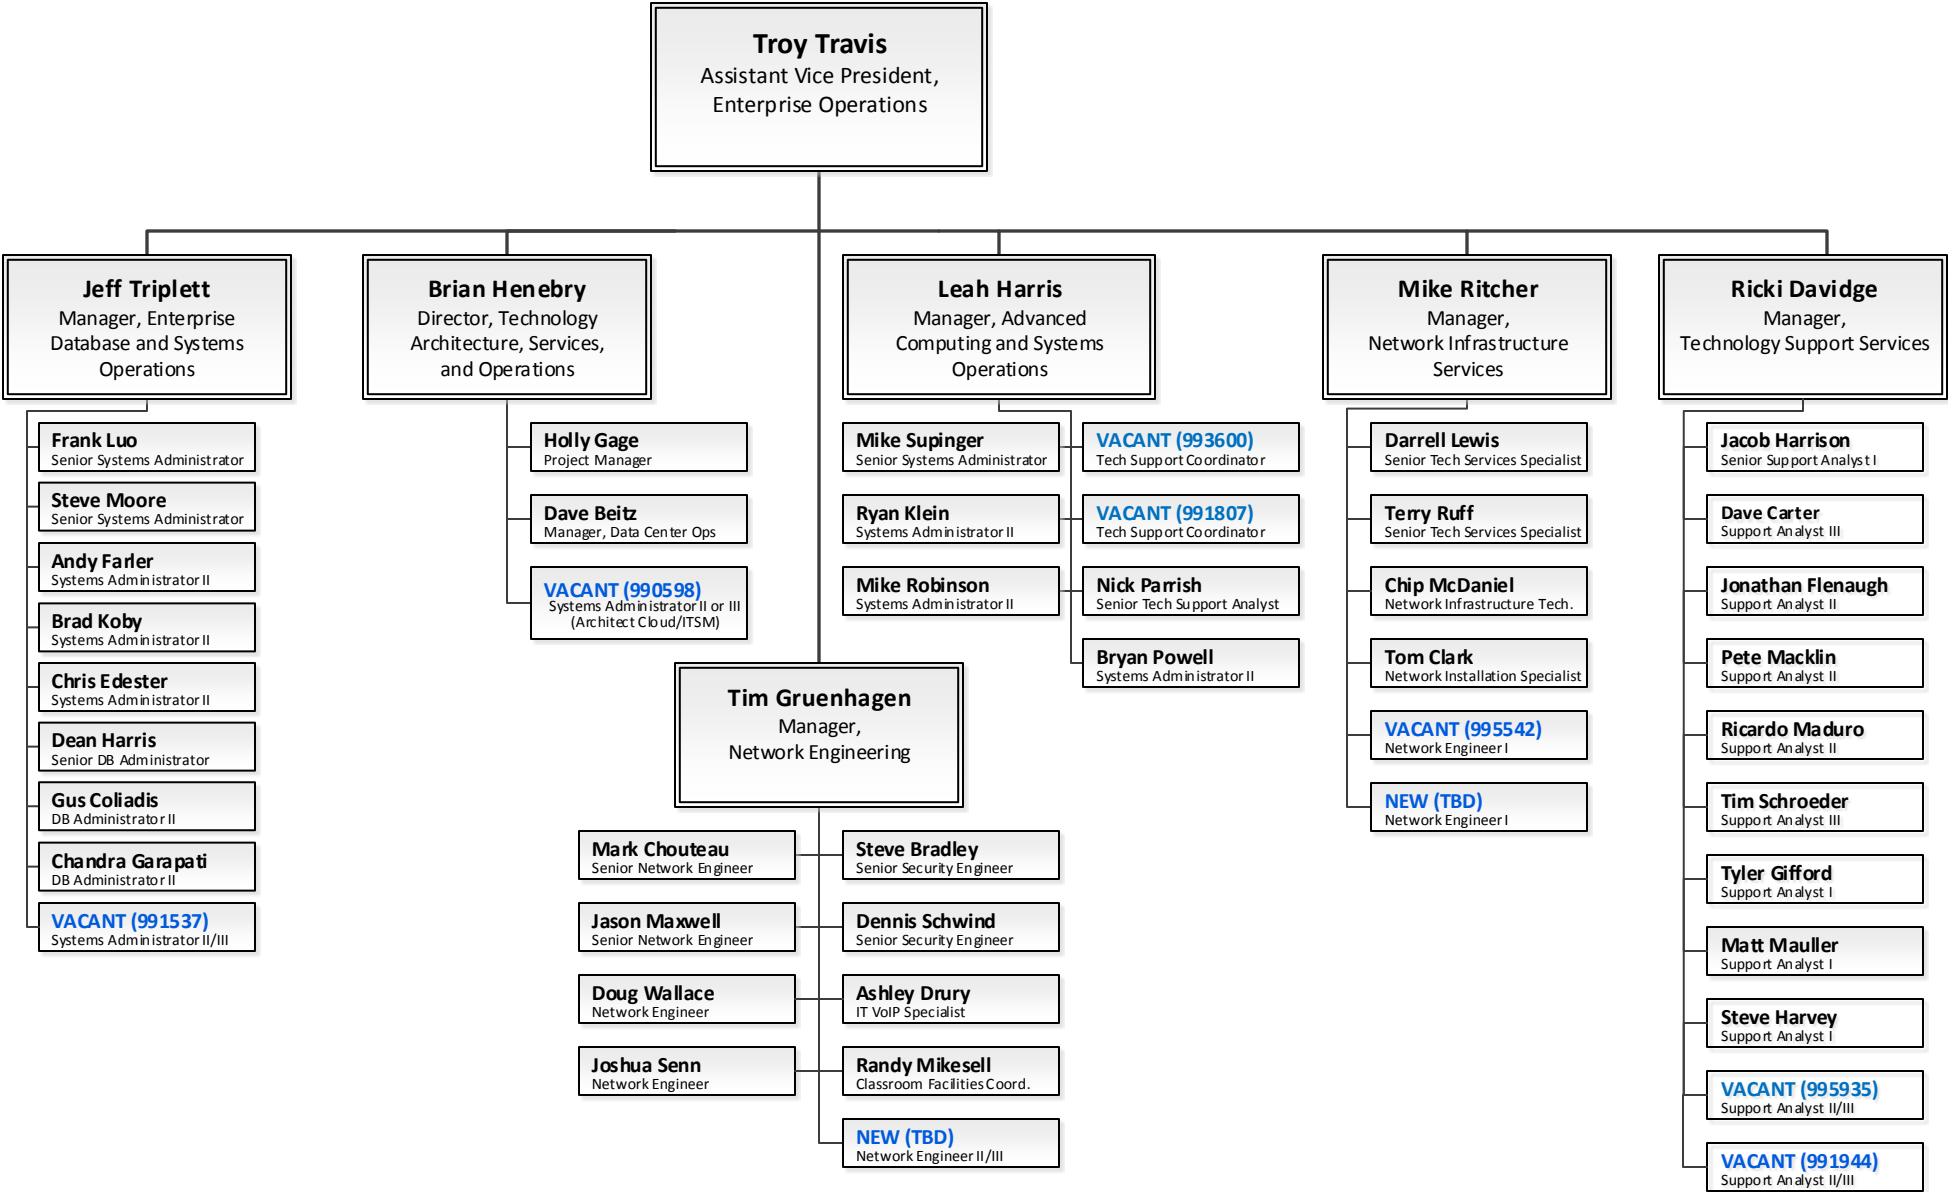 Troy Travis
Assistant Vice President,
Enterprise Operations
Jeff Triplett
Manager, Enterprise
Database and Systems
Operations
Frank Luo
Senior Systems Administrator
Steve Moore
Senior Systems Administrator
Andy Farler
Systems Administrator II
Brad Koby
Systems Administrator II
Chris Edester
Systems Administrator II
Dean Harris
Senior DB Administrator
Gus Coliadis
DB Administrator II
Chandra Garapati
DB Administrator II
VACANT (991537)
Systems Administrator II/III
Brian Henebry
Director, Technology
Architecture, Services,
and Operations
Holly Gage
Project Manager
Dave Beitz
Manager, Data Center Ops
VACANT (990598)
Systems Administrator II or III
(Architect Cloud/ITSM)
Tim Gruenhagen
Manager,
Network Engineering
Mark Chouteau
Senior Network Engineer
Jason Maxwell
Senior Network Engineer
Doug Wallace
Network Engineer
Joshua Senn
Network Engineer
Steve Bradley
Senior Security Engineer
Dennis Schwind
Senior Security Engineer
Ashley Drury
IT VoIP Specialist
Randy Mikesell
Classroom Facilities Coord.
NEW (TBD)
Network Engineer II/III
Leah Harris
Manager, Advanced
Computing and Systems
Operations
Mike Supinger
Senior Systems Administrator
Ryan Klein
Systems Administrator II
Mike Robinson
Systems Administrator II
VACANT (993600)
Tech Support Coordinator
VACANT (991807)
Tech Support Coordinator
Nick Parrish
Senior Tech Support Analyst
Bryan Powell
Systems Administrator II
Mike Ritcher
Manager,
Network Infrastructure
Services
Darrell Lewis
Senior Tech Services Specialist
Terry Ruff
Senior Tech Services Specialist
Chip McDaniel
Network Infrastructure Tech.
Tom Clark
Network Installation Specialist
VACANT (995542)
Network Engineer I
NEW (TBD)
Network Engineer I
Ricki Davidge
Manager,
Technology Support Services
Jacob Harrison
Senior Support Analyst I
Dave Carter
Support Analyst III
Jonathan Flenaugh
Support Analyst II
Pete Macklin
Support Analyst II
Ricardo Maduro
Support Analyst II
Tim Schroeder
Support Analyst III
Tyler Gifford
Support Analyst I
Matt Mauller
Support Analyst I
Steve Harvey
Support Analyst I
VACANT (995935)
Support Analyst II/III
VACANT (991944)
Support Analyst II/III